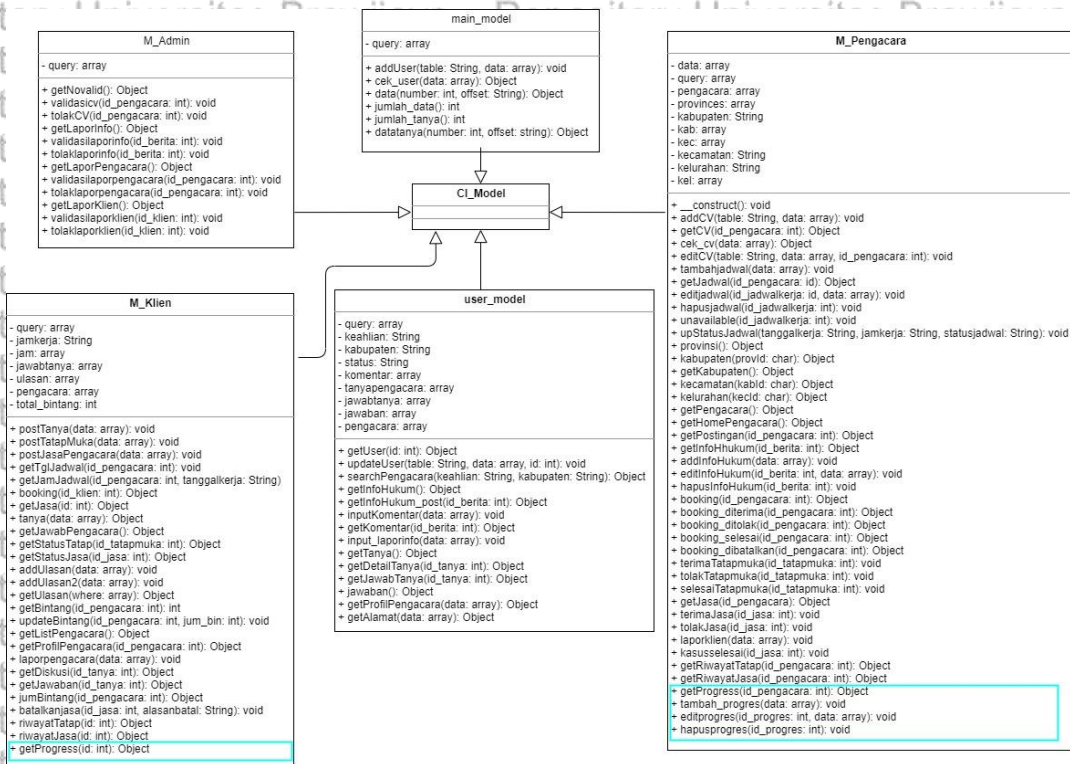 M_Admin
- query: array
+ getNovalid(): Object
+ validasicv(id_pengacara: int): void
+ tolakCV(id_pengacara: int): void
+ getLaporInfo(): Object
+ validasilaporinfo(id_berita: int): void
+ tolaklaporinfo(id_berita: int): void
+ getLaporPengacara(): Object
+ validasilaporpengacara(id_pengacara: int): void
+ tolaklaporpengacara(id_pengacara: int): void
+ getLaporKlien(): Object
+ validasilaporklien(id_klien: int): void
+ tolaklaporklien(id_klien: int): void
main_model
- query: array
+ addUser(table: String, data: array): void
+ cek_user(data: array): Object
+ data(number: int, offset: String): Object
+ jumlah_data(): int
+ jumlah_tanya(): int
+ datatanya(number: int, offset: string): Object
CI_Model
M_Pengacara
- data: array
- query: array
- pengacara: array
- provinces: array
- kabupaten: String
- kab: array
- kec: array
- kecamatan: String
- kelurahan: String
- kel: array
+ __construct(): void
+ addCV(table: String, data: array): void
+ getCV(id_pengacara: int): Object
+ cek_cv(data: array): Object
+ editCV(table: String, data: array, id_pengacara: int): void
+ tambahjadwal(data: array): void
+ getJadwal(id_pengacara: id): Object
+ editjadwal(id_jadwalkerja: id, data: array): void
+ hapusjadwal(id_jadwalkerja: int): void
+ unavailable(id_jadwalkerja: int): void
+ upStatusJadwal(tanggalkerja: String, jamkerja: String, statusjadwal: String): void
+ provinsi(): Object
+ kabupaten(provId: char): Object
+ getKabupaten(): Object
+ kecamatan(kabId: char): Object
+ kelurahan(kecId: char): Object
+ getPengacara(): Object
+ getHomePengacara(): Object
+ getPostingan(id_pengacara: int): Object
+ getInfoHhukum(id_berita: int): Object
+ addInfoHukum(data: array): void
+ editInfoHukum(id_berita: int, data: array): void
+ hapusInfoHukum(id_berita: int): void
+ booking(id_pengacara: int): Object
+ booking_diterima(id_pengacara: int): Object
+ booking_ditolak(id_pengacara: int): Object
+ booking_selesai(id_pengacara: int): Object
+ booking_dibatalkan(id_pengacara: int): Object
+ terimaTatapmuka(id_tatapmuka: int): void
+ tolakTatapmuka(id_tatapmuka: int): void
+ selesaiTatapmuka(id_tatapmuka: int): void
+ getJasa(id_pengacara): Object
+ terimaJasa(id_jasa: int): void
+ tolakJasa(id_jasa: int): void
+ laporklien(data: array): void
+ kasusselesai(id_jasa: int): void
+ getRiwayatTatap(id_pengacara: int): Object
+ getRiwayatJasa(id_pengacara: int): Object
+ getProgress(id_pengacara: int): Object
+ tambah_progres(data: array): void
+ editprogres(id_progres: int, data: array): void
+ hapusprogres(id_progres: int): void
M_Klien
- query: array
- jamkerja: String
- jam: array
- jawabtanya: array
- ulasan: array
- pengacara: array
- total_bintang: int
+ postTanya(data: array): void
+ postTatapMuka(data: array): void
+ postJasaPengacara(data: array): void
+ getTglJadwal(id_pengacara: int): void
+ getJamJadwal(id_pengacara: int, tanggalkerja: String)
+ booking(id_klien: int): Object
+ getJasa(id: int): Object
+ tanya(data: array): Object
+ getJawabPengacara(): Object
+ getStatusTatap(id_tatapmuka: int): Object
+ getStatusJasa(id_jasa: int): Object
+ addUlasan(data: array): void
+ addUlasan2(data: array): void
+ getUlasan(where: array): Object
+ getBintang(id_pengacara: int): int
+ updateBintang(id_pengacara: int, jum_bin: int): void
+ getListPengacara(): Object
+ getProfilPengacara(id_pengacara: int): Object
+ laporpengacara(data: array): void
+ getDiskusi(id_tanya: int): Object
+ getJawaban(id_tanya: int): Object
+ jumBintang(id_pengacara: int): Object
+ batalkanjasa(id_jasa: int, alasanbatal: String): void
+ riwayatTatap(id: int): Object
+ riwayatJasa(id: int): Object
+ getProgress(id: int): Object
user_model
- query: array
- keahlian: String
- kabupaten: String
- status: String
- komentar: array
- tanyapengacara: array
- jawabtanya: array
- jawaban: array
- pengacara: array
+ getUser(id: int): Object
+ updateUser(table: String, data: array, id: int): void
+ searchPengacara(keahlian: String, kabupaten: String): Object
+ getInfoHukum(): Object
+ getInfoHukum_post(id_berita: int): Object
+ inputKomentar(data: array): void
+ getKomentar(id_berita: int): Object
+ input_laporinfo(data: array): void
+ getTanya(): Object
+ getDetailTanya(id_tanya: int): Object
+ getJawabTanya(id_tanya: int): Object
+ jawaban(): Object
+ getProfilPengacara(data: array): Object
+ getAlamat(data: array): Object